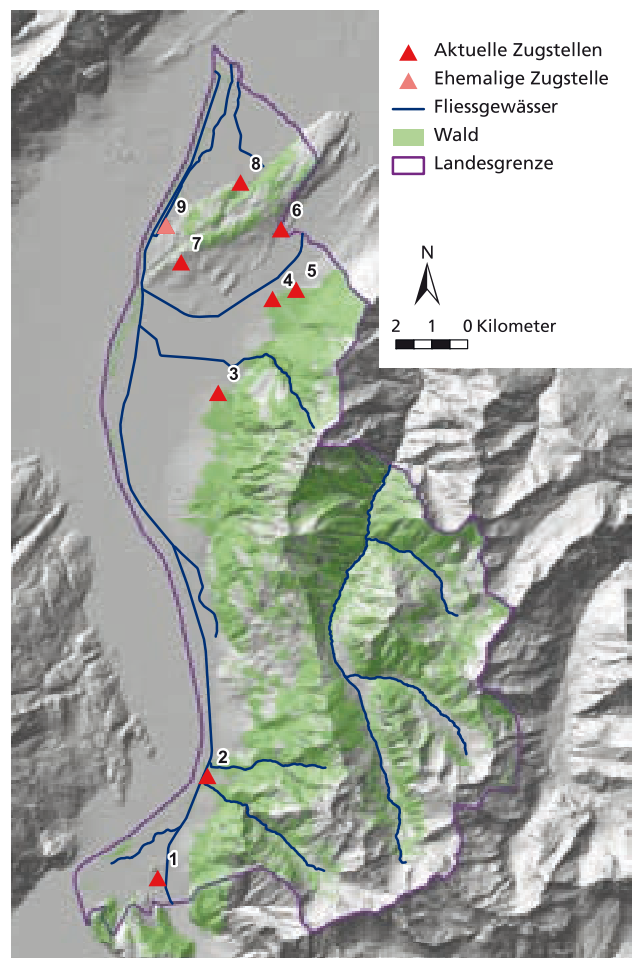 Aktuelle Zugstellen
Ehemalige Zugstelle
Fliessgewässer
Wald
Landesgrenze
N
2 1 0 Kilometer
8
9
6
7
5
4
3
2
1